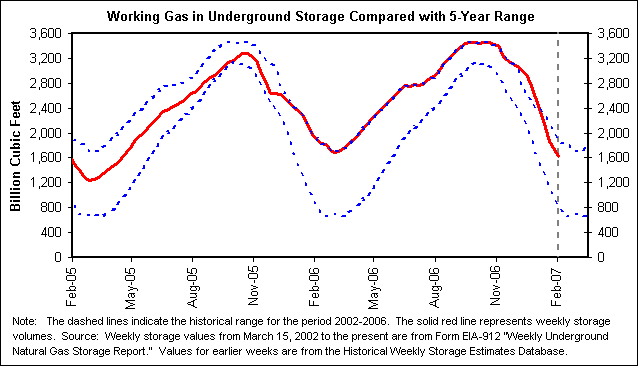 Working Gas in Underground Storage Compared with 5-Year Range
3,600
3,200
2,800
2,400
2,000
1,600
1,200
800
400
0
Billion Cubic Feet
3,600
3,200
2,800
2,400
2,000
1,600
1,200
800
400
0
Feb-05
May-05
Aug-05
Nov-05
Feb-06
May-06
Aug-06
Nov-06
Feb-07
Note: The dashed lines indicate the historical range for the period 2002-2006. The solid red line represents weekly storage
volumes. Source: Weekly storage values from March 15, 2002 to the present are from Form EIA-912 "Weekly Underground
Natural Gas Storage Report." Values for earlier weeks are from the Historical Weekly Storage Estimates Database.